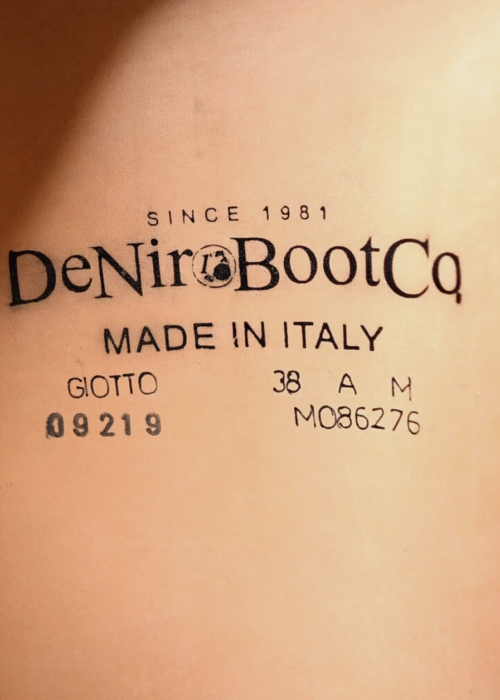 SINCE 1981
DeNiroBootCo
MADE IN ITALY
GIOTTO 38 A M
09219 M086276